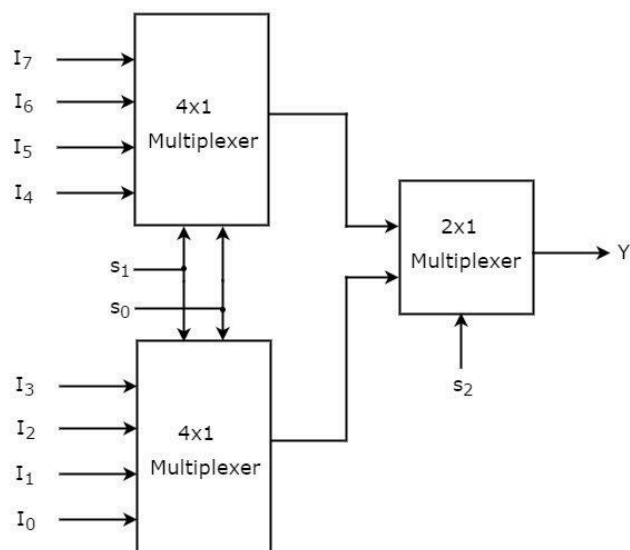 I₇
I₆
I₅
I₄
4x1
Multiplexer
s₁
s₀
2x1
Multiplexer
Y
s₂
I₃
I₂
I₁
I₀
4x1
Multiplexer